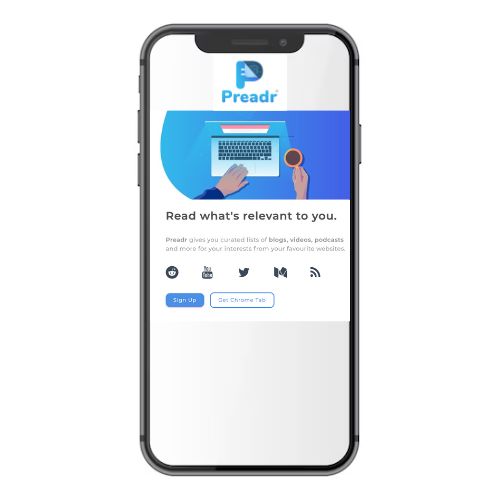 Preadr
Read what's relevant to you.
Preadr gives you curated lists of blogs, videos, podcasts
and more for your interests from your favourite websites.
You
Tube
Sign Up
Get Chrome Tab